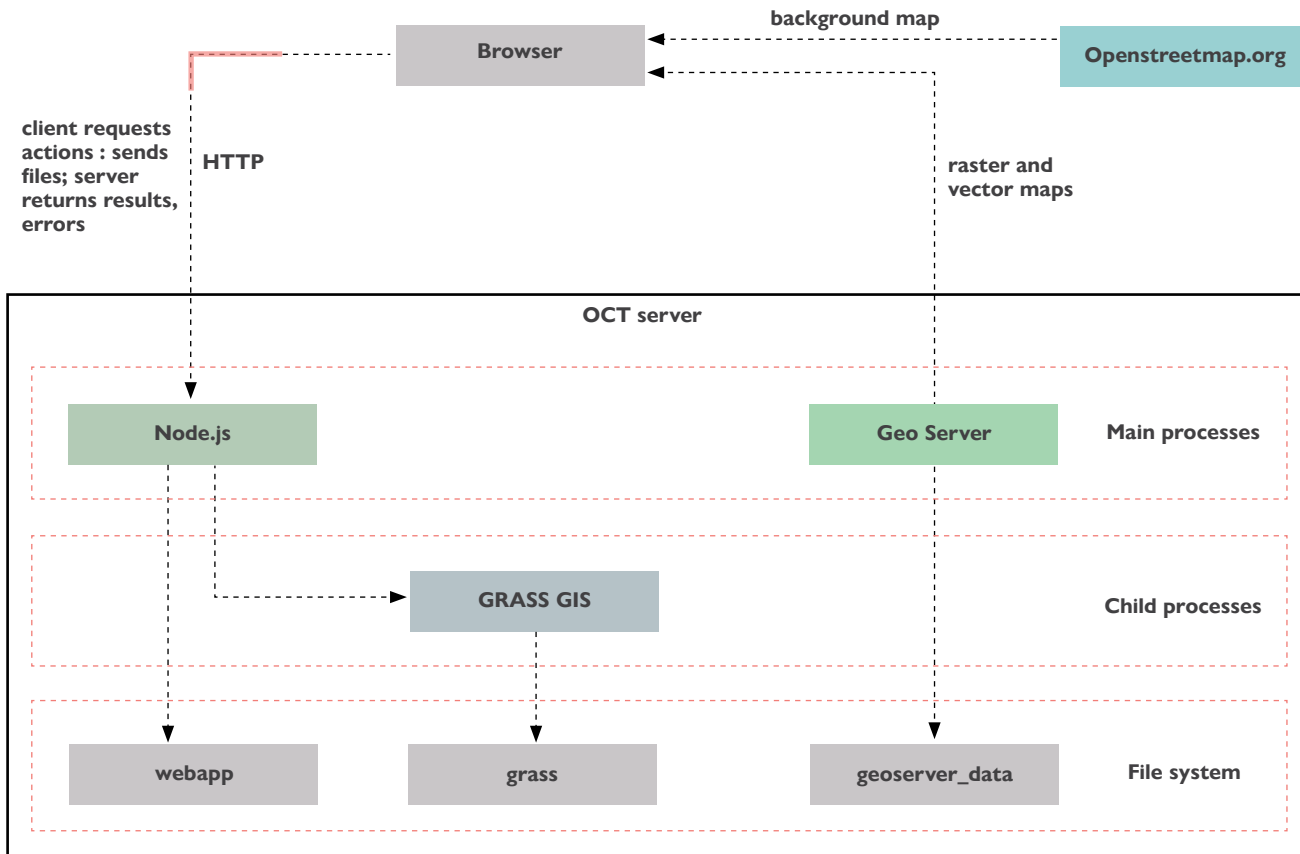 background map
Browser
Openstreetmap.org
client requests
actions : sends
files; server
returns results,
errors
HTTP
raster and
vector maps
OCT server
Node.js
Geo Server
Main processes
GRASS GIS
Child processes
webapp
grass
geoserver_data
File system